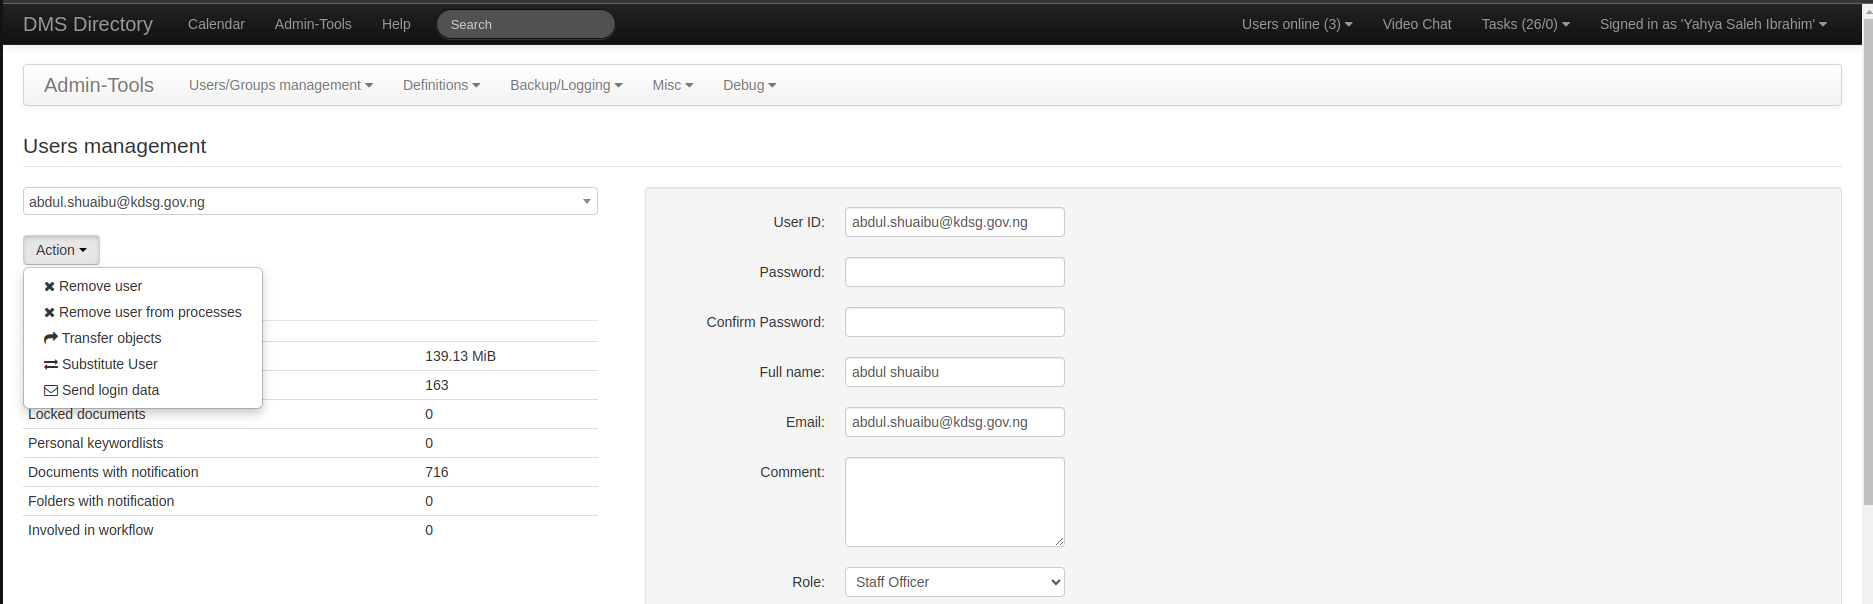 DMS Directory Calendar Admin-Tools Help Search Users online (3) Video Chat Tasks (26/0) Signed in as 'Yahya Saleh Ibrahim'
Admin-Tools Users/Groups management Definitions Backup/Logging Misc Debug
Users management
abdul.shuaibu@kdsg.gov.ng
Action
Remove user
Remove user from processes
Transfer objects
Substitute User
Send login data
139.13 MiB
163
Locked documents 0
Personal keywordlists 0
Documents with notification 716
Folders with notification 0
Involved in workflow 0
User ID: abdul.shuaibu@kdsg.gov.ng
Password:
Confirm Password:
Full name: abdul shuaibu
Email: abdul.shuaibu@kdsg.gov.ng
Comment:
Role: Staff Officer